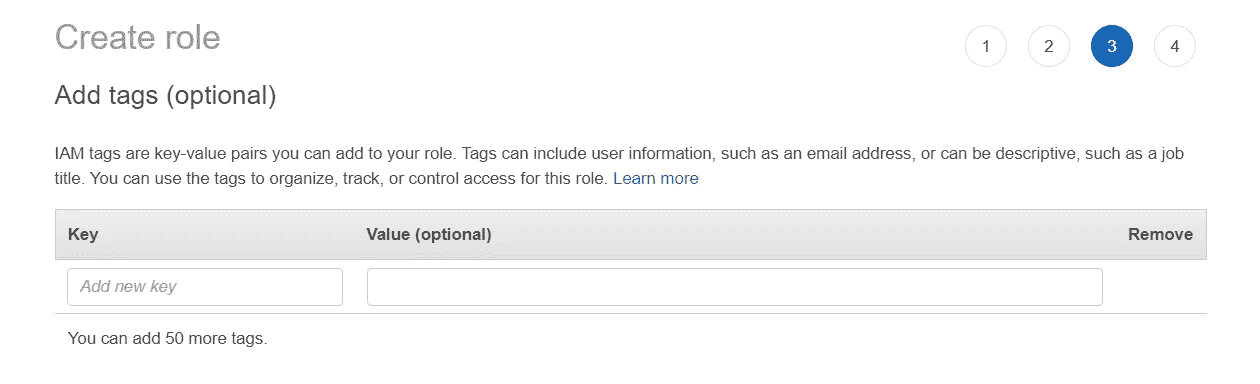 Create role
1 2 3 4
Add tags (optional)
IAM tags are key-value pairs you can add to your role. Tags can include user information, such as an email address, or can be descriptive, such as a job
title. You can use the tags to organize, track, or control access for this role. Learn more
Key Value (optional) Remove
Add new key
You can add 50 more tags.